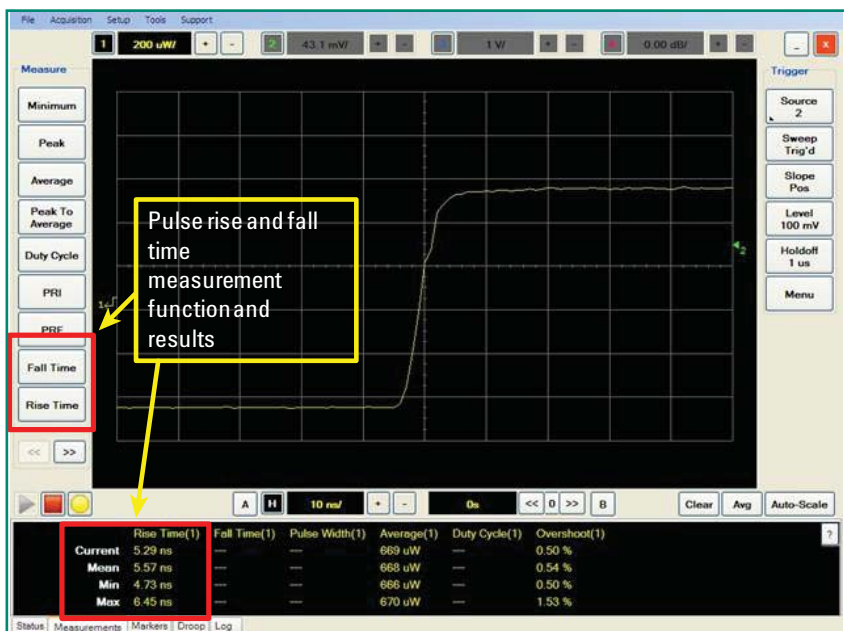 File Acquisition Setup Tools Support
1 200 uW/ + - 2 43.1 mV/ + - 3 1 V/ + - 4 0.00 dB/ + - _ x
Measure
Minimum
Peak
Average
Peak To
Average
Duty Cycle
PRI
PRF
Fall Time
Rise Time
<< >>
Pulse rise and fall
time
measurement
function and
results
1
2
Trigger
Source
2
Sweep
Trig'd
Slope
Pos
Level
100 mV
Holdoff
1 us
Menu
A H 10 ns/ + - 0s << 0 >> B Clear Avg Auto-Scale
Rise Time(1) Fall Time(1) Pulse Width(1) Average(1) Duty Cycle(1) Overshoot(1) ?
Current 5.29 ns --- --- 669 uW --- 0.50 %
Mean 5.57 ns --- --- 668 uW --- 0.54 %
Min 4.73 ns --- --- 666 uW --- 0.50 %
Max 6.45 ns --- --- 670 uW --- 1.53 %
Status Measurements Markers Droop Log